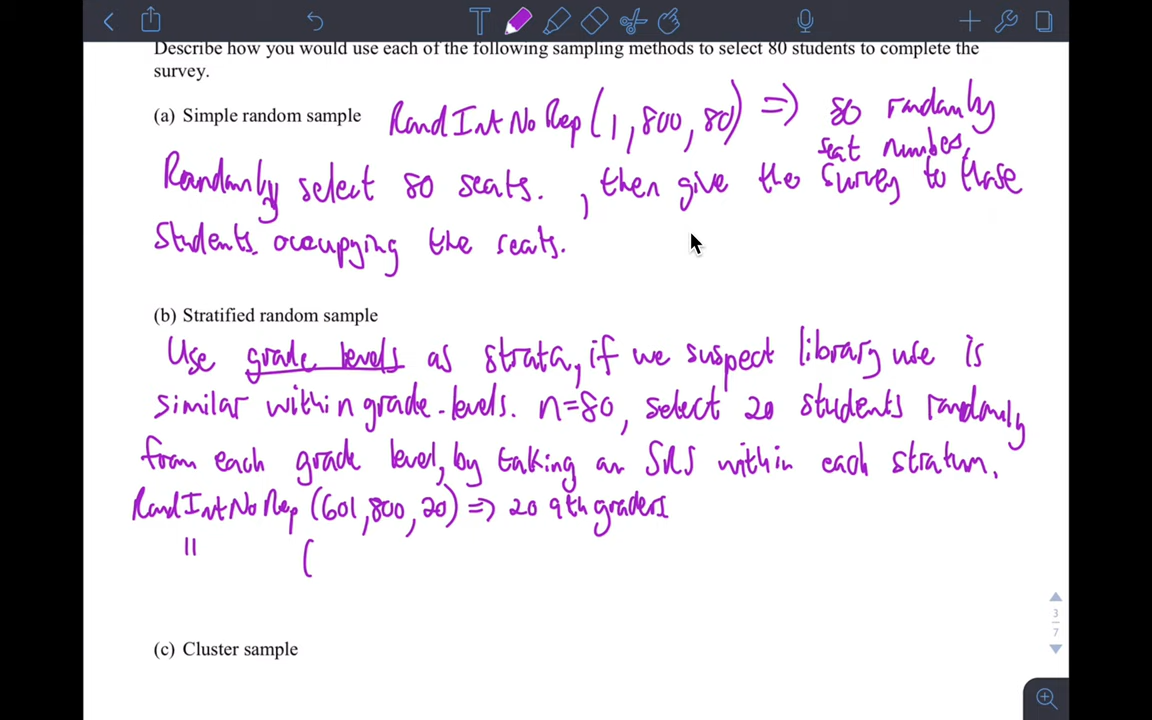 Describe how you would use each of the following sampling methods to select 80 students to complete the
survey.
(a) Simple random sample RandIntNoRep(1,800,80) => 80 randomly
seat numbers,
Randomly select 80 seats. , then give the survey to those
students occupying the seats.
(b) Stratified random sample
Use grade levels as strata, if we suspect library use is
similar within grade-levels. n=80, select 20 students randomly
from each grade level, by taking an SRS within each stratum.
RandIntNoRep (601,800,20) => 20 9th graders
" (
(c) Cluster sample
3
7